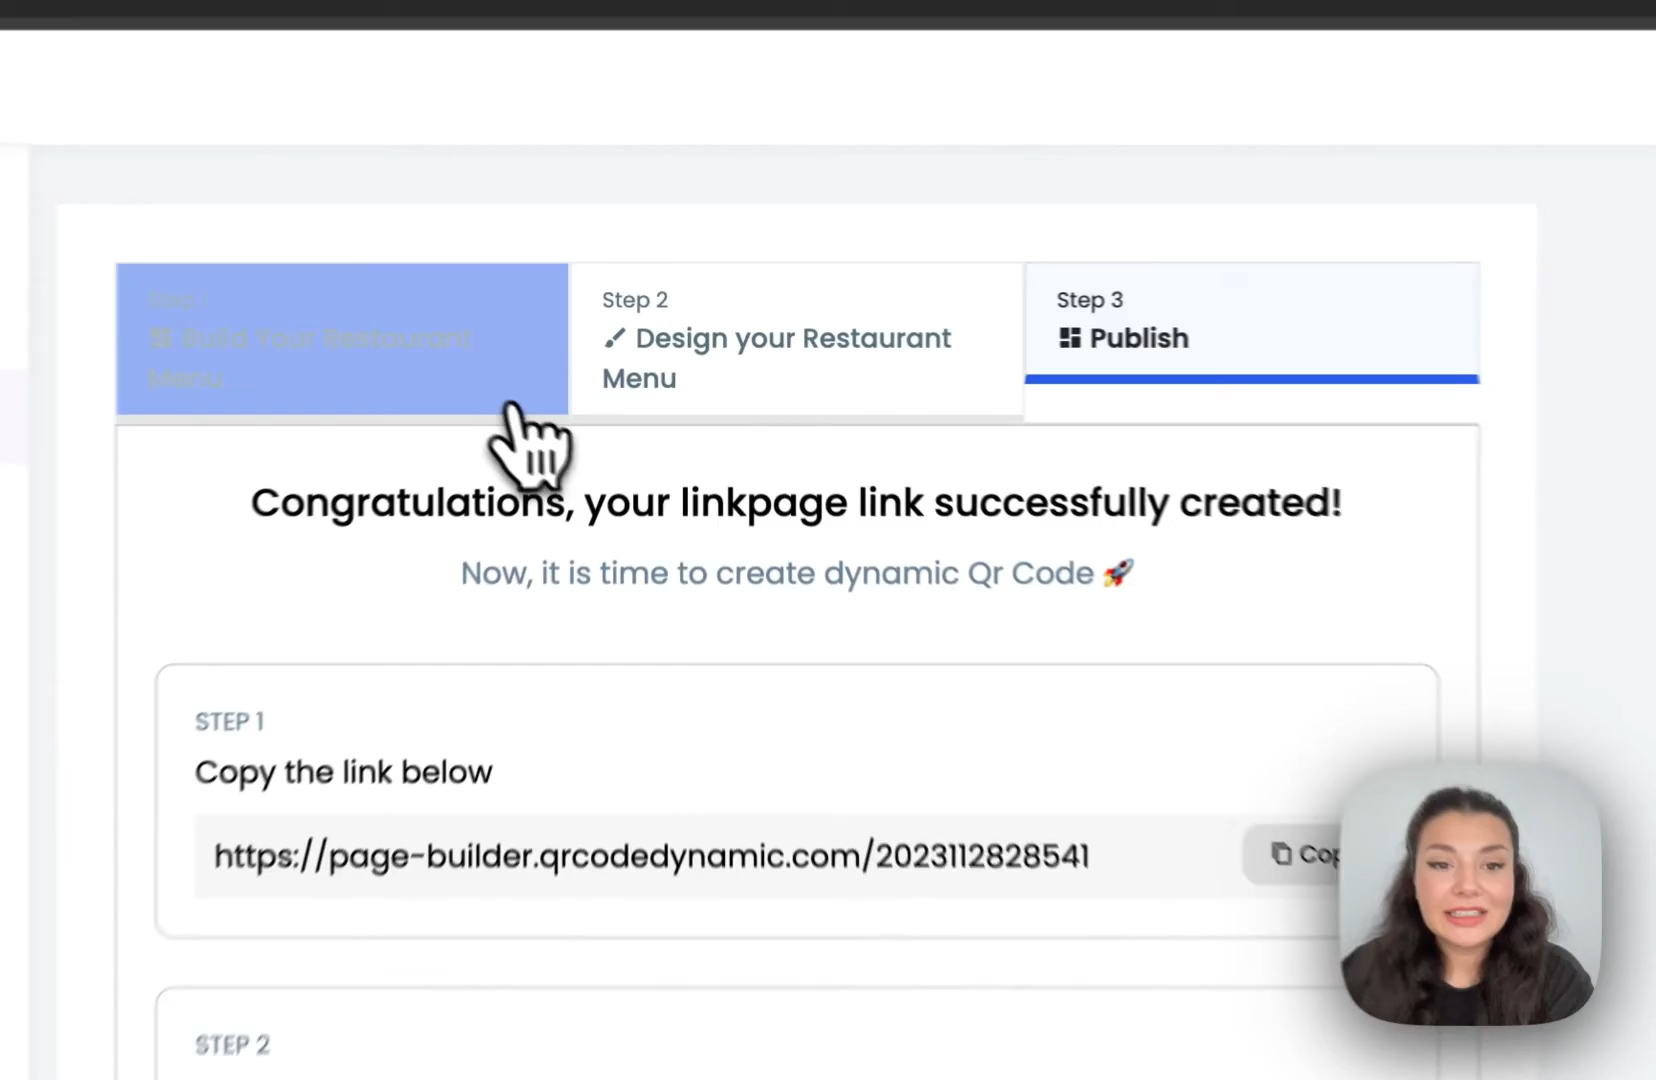 Step 1
Build Your Restaurant
Menu
Step 2
Design your Restaurant
Menu
Step 3
Publish
Congratulations, your linkpage link successfully created!
Now, it is time to create dynamic Qr Code 🚀
STEP 1
Copy the link below
https://page-builder.qrcodedynamic.com/2023112828541
Cop
STEP 2